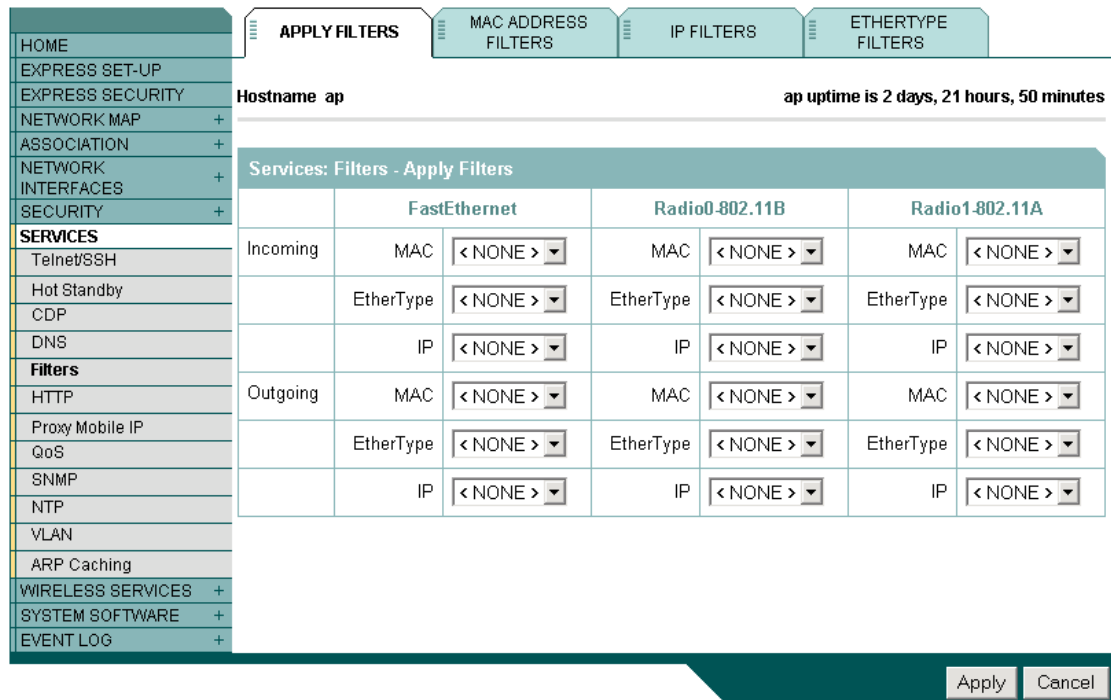 APPLY FILTERS
MAC ADDRESS
FILTERS
IP FILTERS
ETHERTYPE
FILTERS
HOME
EXPRESS SET-UP
EXPRESS SECURITY
NETWORK MAP +
ASSOCIATION +
NETWORK
INTERFACES +
SECURITY +
SERVICES
Telnet/SSH
Hot Standby
CDP
DNS
Filters
HTTP
Proxy Mobile IP
QoS
SNMP
NTP
VLAN
ARP Caching
WIRELESS SERVICES +
SYSTEM SOFTWARE +
EVENT LOG +
Hostname ap
ap uptime is 2 days, 21 hours, 50 minutes
Services: Filters - Apply Filters
FastEthernet Radio0-802.11B Radio1-802.11A
Incoming MAC < NONE > MAC < NONE > MAC < NONE >
EtherType < NONE > EtherType < NONE > EtherType < NONE >
IP < NONE > IP < NONE > IP < NONE >
Outgoing MAC < NONE > MAC < NONE > MAC < NONE >
EtherType < NONE > EtherType < NONE > EtherType < NONE >
IP < NONE > IP < NONE > IP < NONE >
Apply Cancel